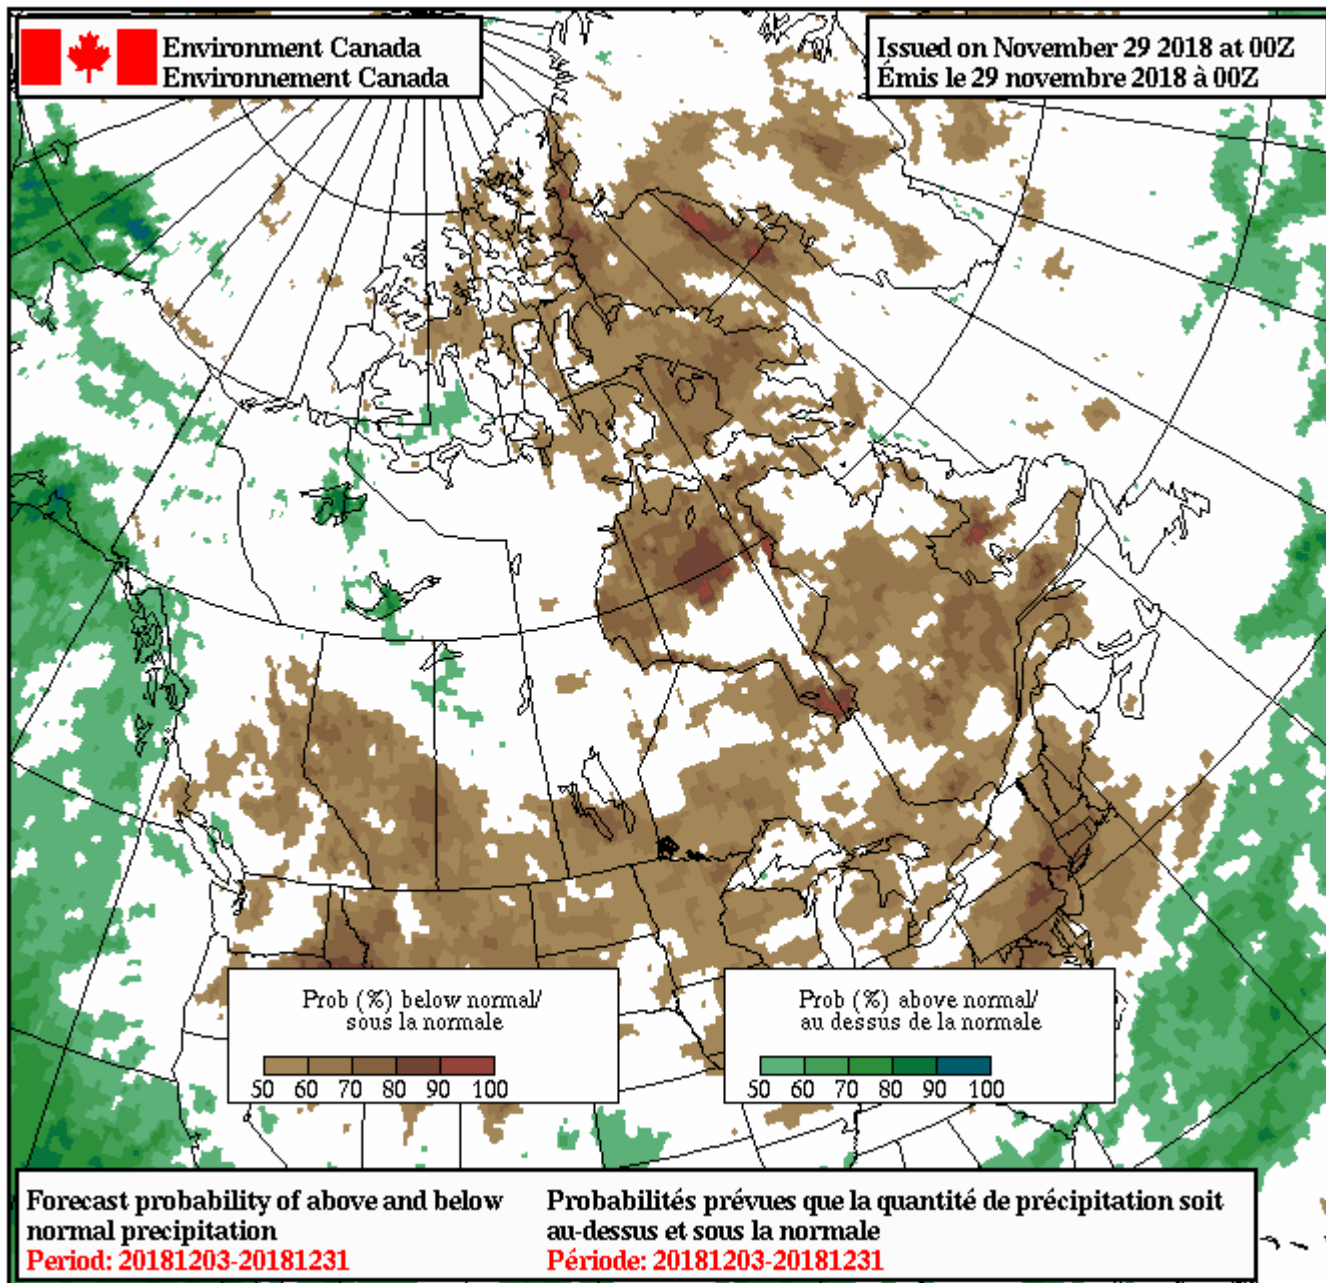 Environment Canada
Environnement Canada
Issued on November 29 2018 at 00Z
Émis le 29 novembre 2018 à 00Z
Prob (%) below normal/
sous la normale
50 60 70 80 90 100
Prob (%) above normal/
au dessus de la normale
50 60 70 80 90 100
Forecast probability of above and below
normal precipitation
Period: 20181203-20181231
Probabilités prévues que la quantité de précipitation soit
au-dessus et sous la normale
Période: 20181203-20181231